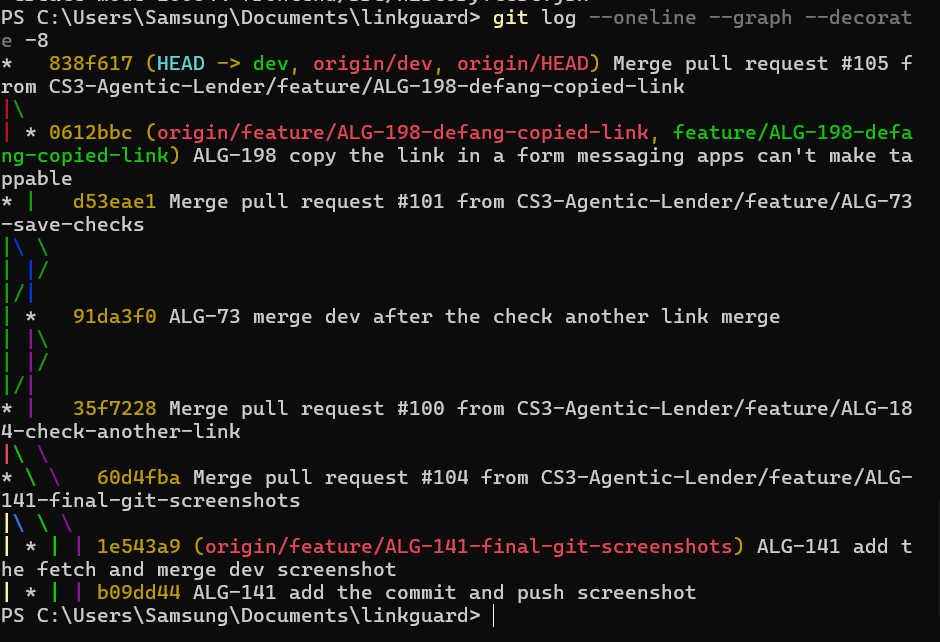 PS C:\Users\Samsung\Documents\linkguard> git log --oneline --graph --decorat
e -8
*   838f617 (HEAD -> dev, origin/dev, origin/HEAD) Merge pull request #105 f
rom CS3-Agentic-Lender/feature/ALG-198-defang-copied-link
|\
| * 0612bbc (origin/feature/ALG-198-defang-copied-link, feature/ALG-198-defa
ng-copied-link) ALG-198 copy the link in a form messaging apps can't make ta
ppable
* |   d53eae1 Merge pull request #101 from CS3-Agentic-Lender/feature/ALG-73
-save-checks
|\ \
| |/
|/|
| *   91da3f0 ALG-73 merge dev after the check another link merge
| |\
| |/
|/|
* |   35f7228 Merge pull request #100 from CS3-Agentic-Lender/feature/ALG-18
4-check-another-link
|\ \
* \ \   60d4fba Merge pull request #104 from CS3-Agentic-Lender/feature/ALG-
141-final-git-screenshots
|\ \ \
| * | | 1e543a9 (origin/feature/ALG-141-final-git-screenshots) ALG-141 add t
he fetch and merge dev screenshot
| * | | b09dd44 ALG-141 add the commit and push screenshot
PS C:\Users\Samsung\Documents\linkguard>